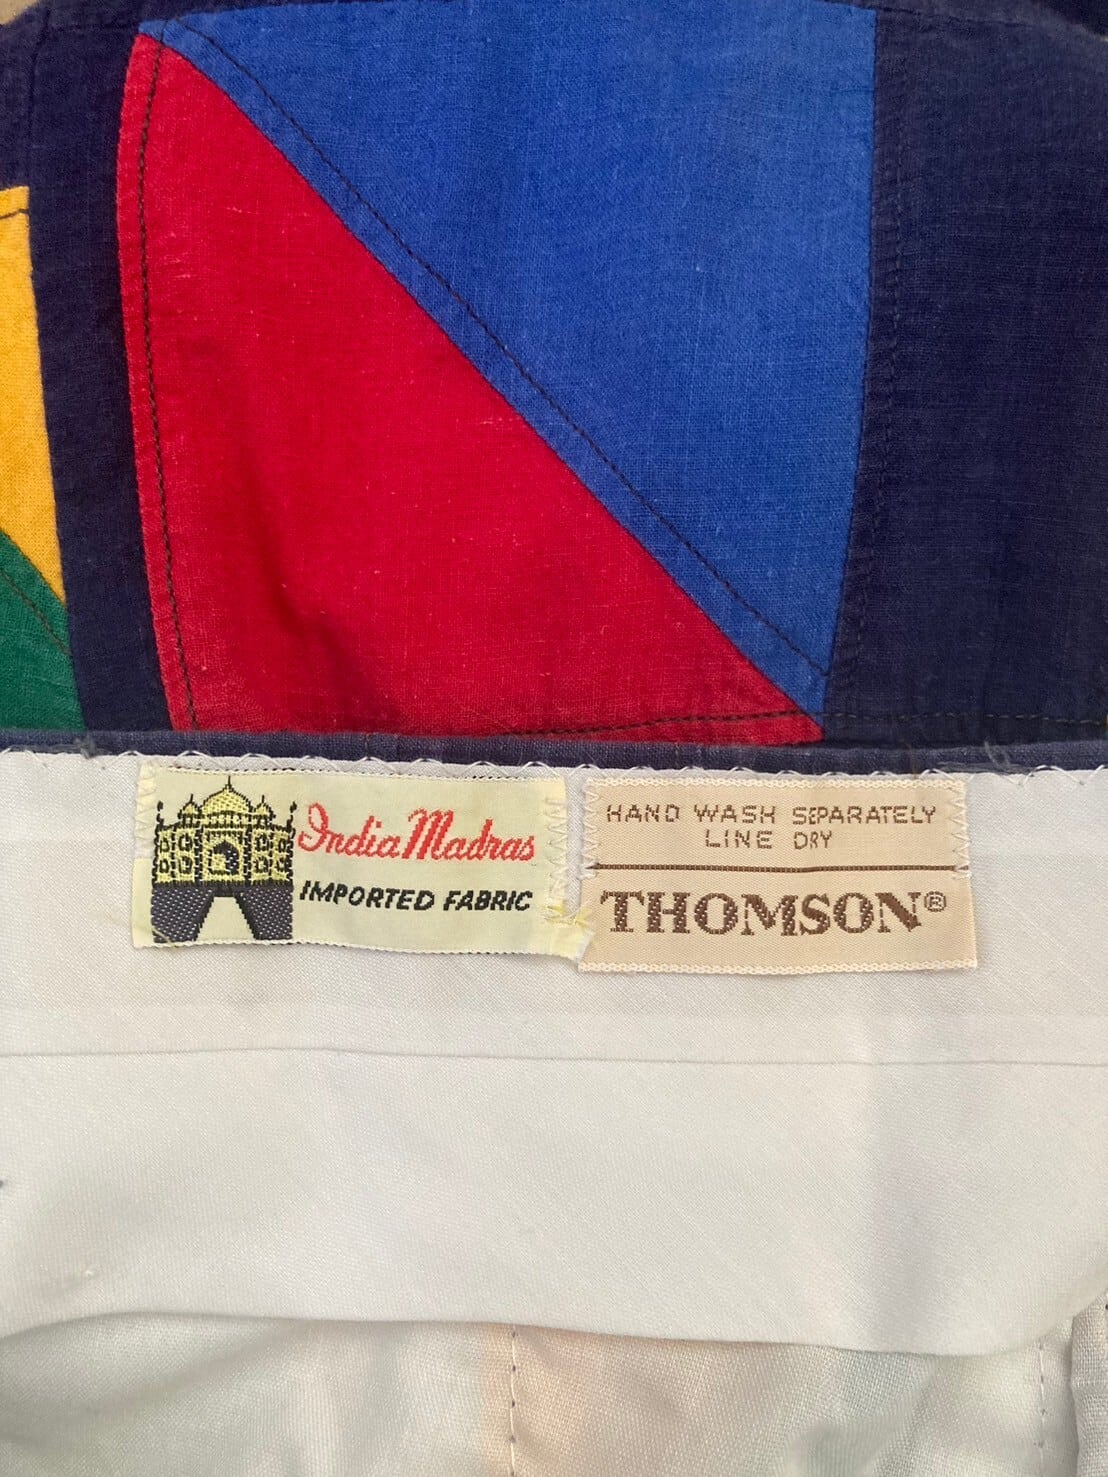 India Madras
IMPORTED FABRIC
HAND WASH SEPARATELY
LINE DRY
THOMSON®